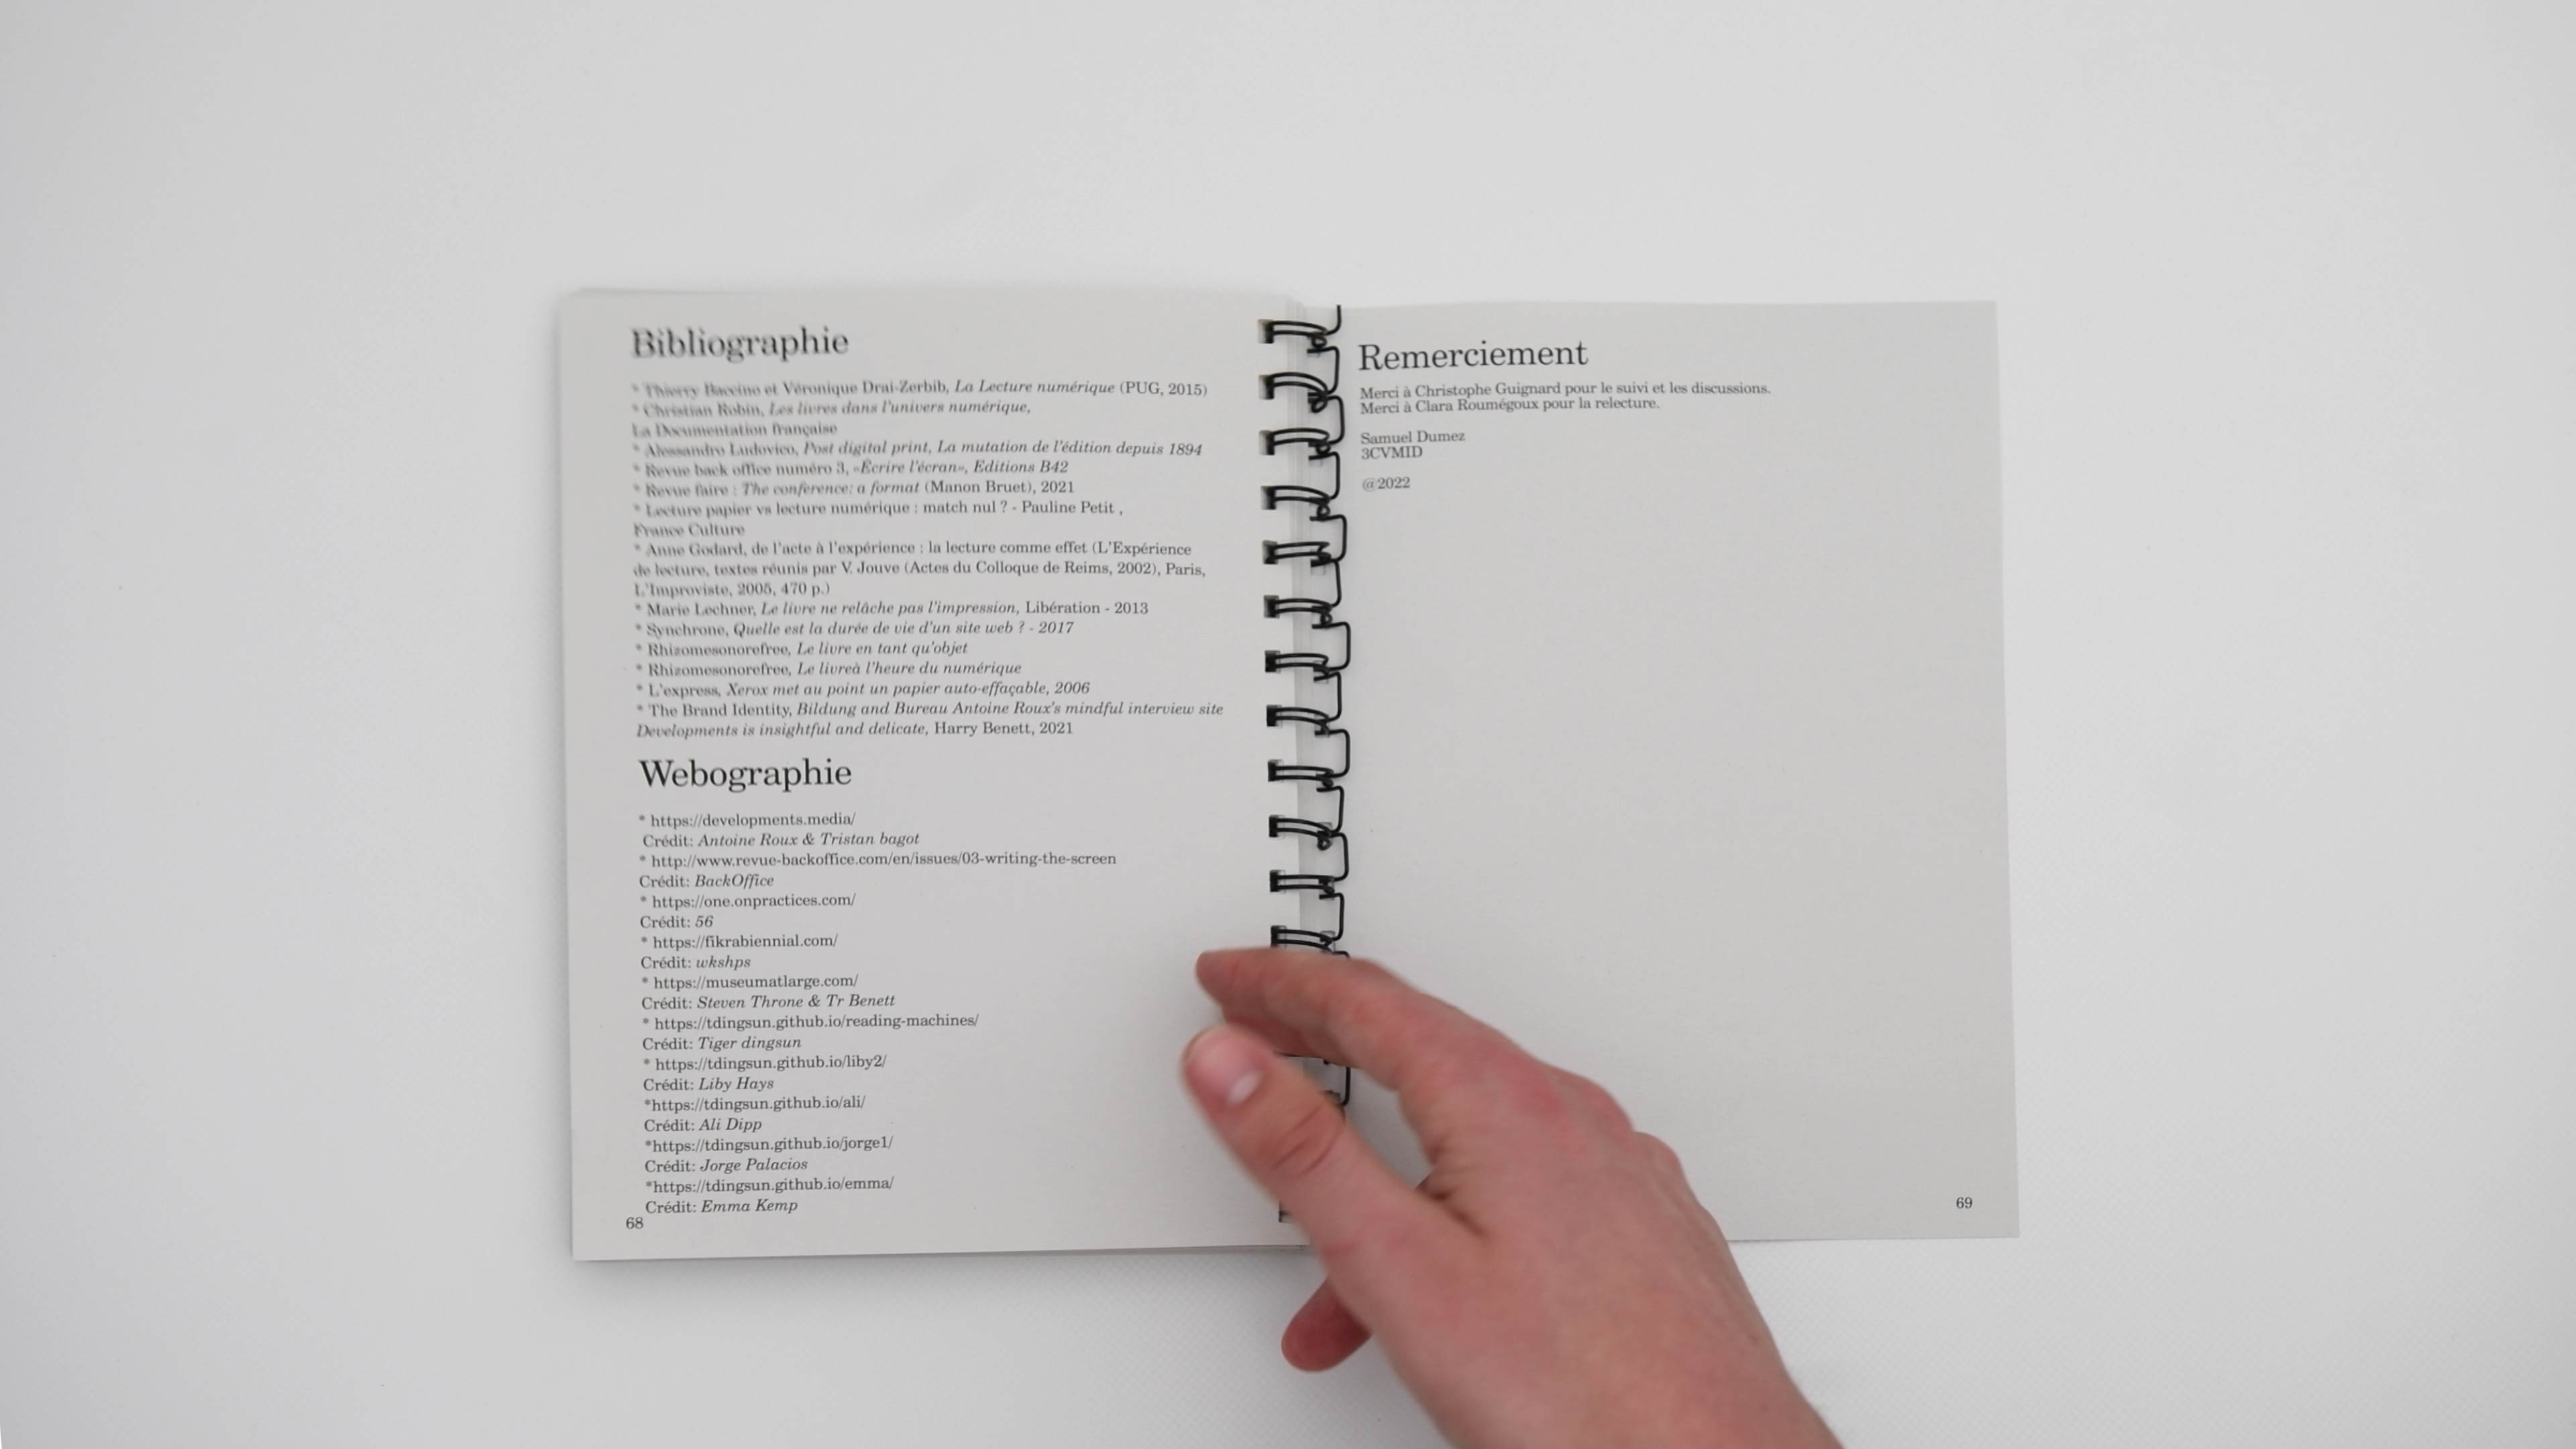 Bibliographie
* Thierry Baccino et Véronique Drai-Zerbib, La Lecture numérique (PUG, 2015)
* Christian Robin, Les livres dans l'univers numérique,
La Documentation française
* Alessandro Ludovico, Post digital print, La mutation de l'édition depuis 1894
* Revue back office numéro 3, «Écrire l'écran», Editions B42
* Revue faire : The conference: a format (Manon Bruet), 2021
* Lecture papier vs lecture numérique : match nul ? - Pauline Petit ,
France Culture
* Anne Godard, de l'acte à l'expérience : la lecture comme effet (L'Expérience
de lecture, textes réunis par V. Jouve (Actes du Colloque de Reims, 2002), Paris,
L'Improviste, 2005, 470 p.)
* Marie Lechner, Le livre ne relâche pas l'impression, Libération - 2013
* Synchrone, Quelle est la durée de vie d'un site web ? - 2017
* Rhizomesonorefree, Le livre en tant qu'objet
* Rhizomesonorefree, Le livreà l'heure du numérique
* L'express, Xerox met au point un papier auto-effaçable, 2006
* The Brand Identity, Bildung and Bureau Antoine Roux's mindful interview site
Developments is insightful and delicate, Harry Benett, 2021
Webographie
* https://developments.media/
Crédit: Antoine Roux & Tristan bagot
* http://www.revue-backoffice.com/en/issues/03-writing-the-screen
Crédit: BackOffice
* https://one.onpractices.com/
Crédit: 56
* https://fikrabiennial.com/
Crédit: wkshps
* https://museumatlarge.com/
Crédit: Steven Throne & Tr Benett
* https://tdingsun.github.io/reading-machines/
Crédit: Tiger dingsun
* https://tdingsun.github.io/liby2/
Crédit: Liby Hays
*https://tdingsun.github.io/ali/
Crédit: Ali Dipp
*https://tdingsun.github.io/jorge1/
Crédit: Jorge Palacios
*https://tdingsun.github.io/emma/
Crédit: Emma Kemp
68
Remerciement
Merci à Christophe Guignard pour le suivi et les discussions.
Merci à Clara Roumégoux pour la relecture.
Samuel Dumez
3CVMID
@2022
69